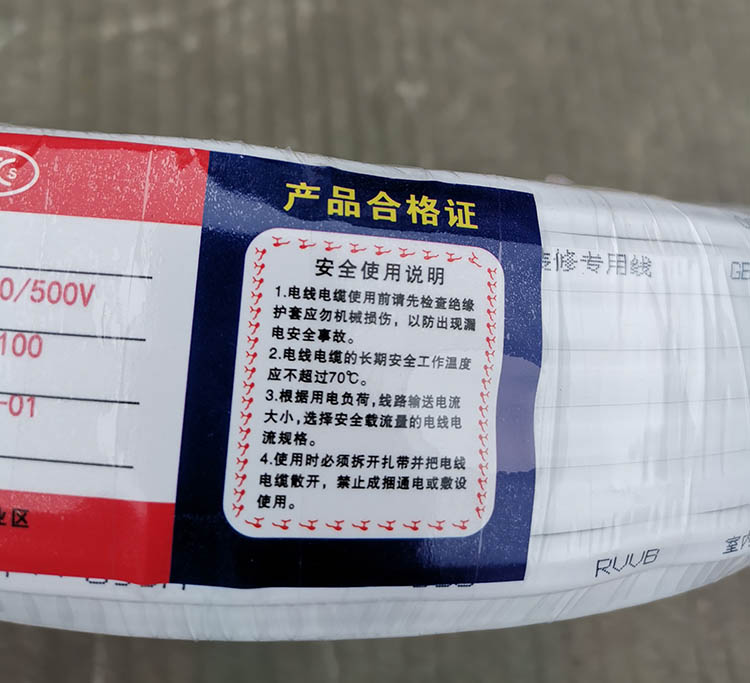 产品合格证
安全使用说明
1.电线电缆使用前请先检查绝缘
护套应勿机械损伤，以防出现漏
电安全事故。
2.电线电缆的长期安全工作温度
应不超过70℃。
3.根据用电负荷,线路输送电流
大小,选择安全载流量的电线电
流规格。
4.使用时必须拆开扎带并把电线
电缆散开，禁止成捆通电或敷设
使用。
0/500V
100
-01
业区
修专用线
GB
RVVB
室内